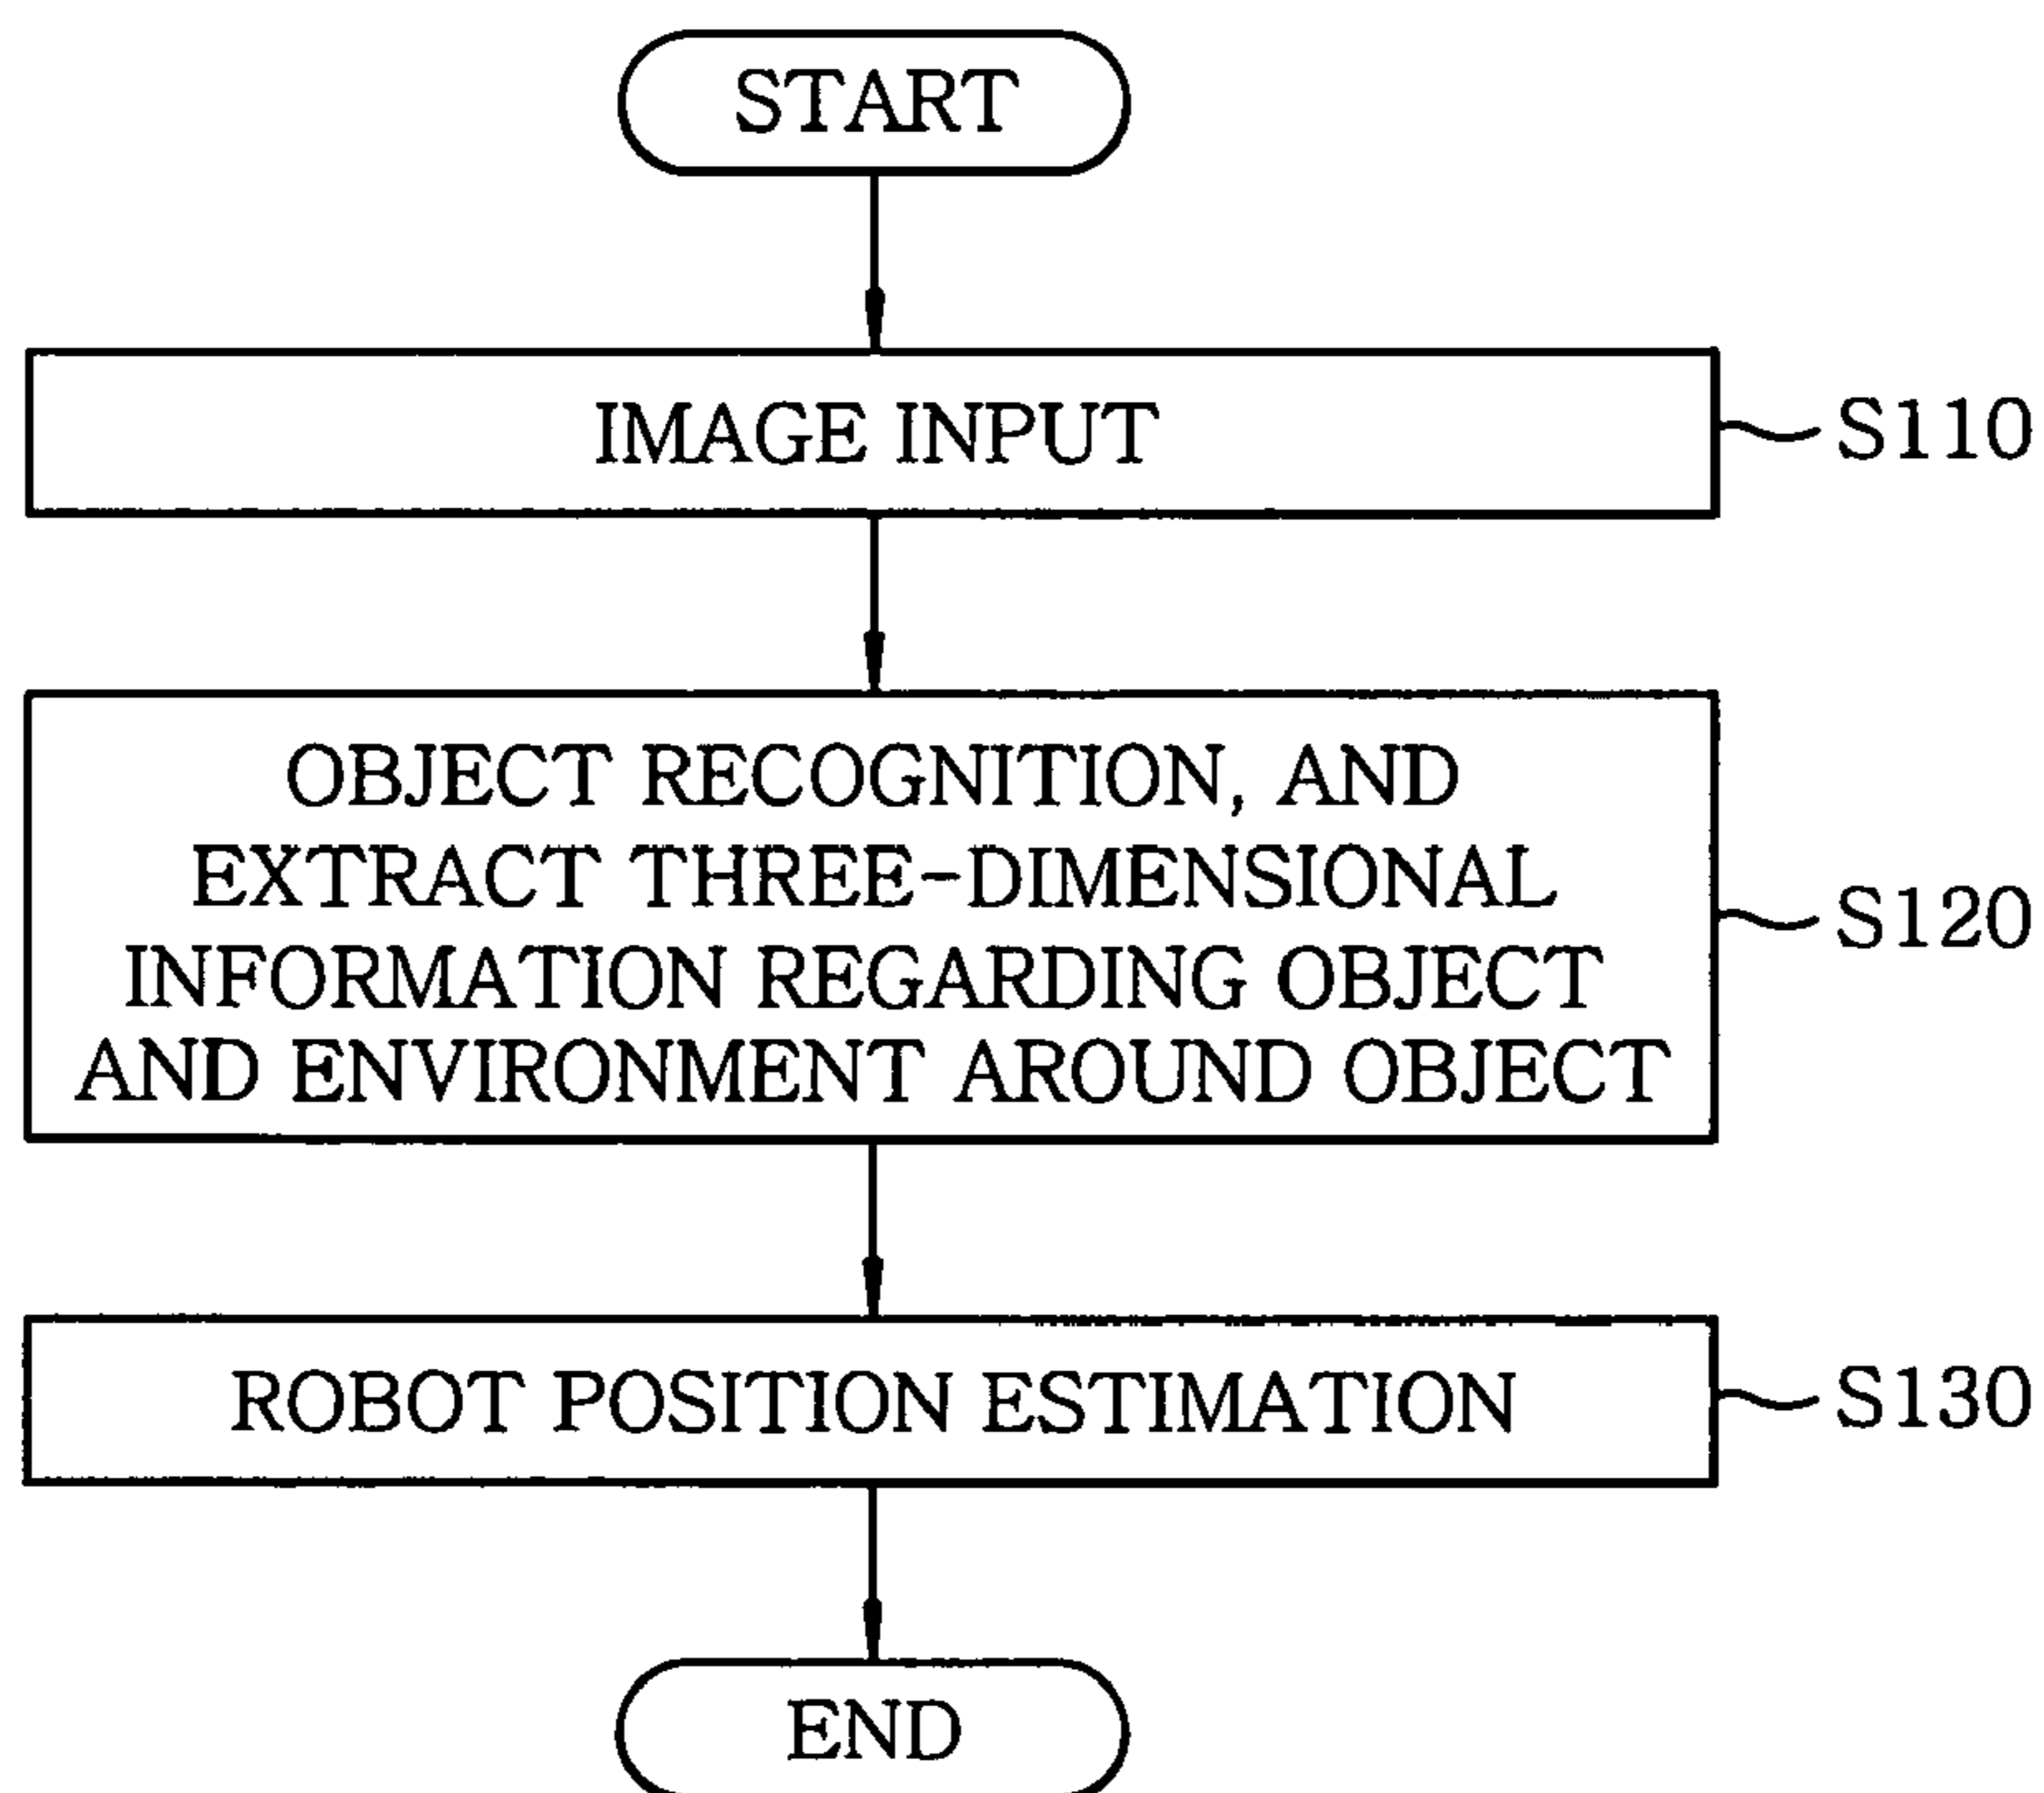 START
IMAGE INPUT
S110
OBJECT RECOGNITION, AND
EXTRACT THREE-DIMENSIONAL
INFORMATION REGARDING OBJECT
AND ENVIRONMENT AROUND OBJECT
S120
ROBOT POSITION ESTIMATION
S130
END